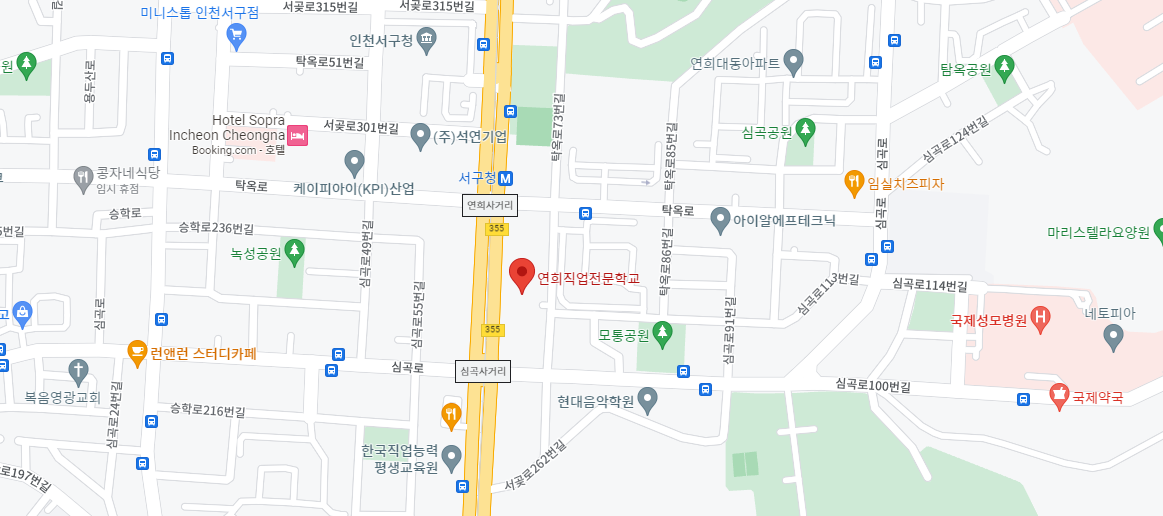 서곶로315번길
서곶로315번길
미니스톱 인천서구점
인천서구청
탁옥로51번길
원
용두산로
연희대동아파트
탐옥공원
Hotel Sopra
Incheon Cheongna
Booking.com - 호텔
서곶로301번길
(주)석연기업
탁옥로73번길
탁옥로85번길
심곡공원
심곡로
심곡로124번길
콩자네식당
임시 휴점
탁옥로
케이피아이(KPI)산업
서구청
M
임실치즈피자
승학로
연희사거리
탁옥로
아이알에프테크닉
심곡로
승학로236번길
355
마리스텔라요양원
녹성공원
심곡로49번길
연희직업전문학교
탁옥로86번길
심곡로113번길
심곡로114번길
고
심곡로
심곡로55번길
355
모퉁공원
심곡로91번길
국제성모병원
H
네토피아
런앤런 스터디카페
심곡로
심곡사거리
심곡로100번길
복음영광교회
심곡로24번길
승학로216번길
현대음악학원
국제약국
한국직업능력
평생교육원
서곶로262번길
로197번길